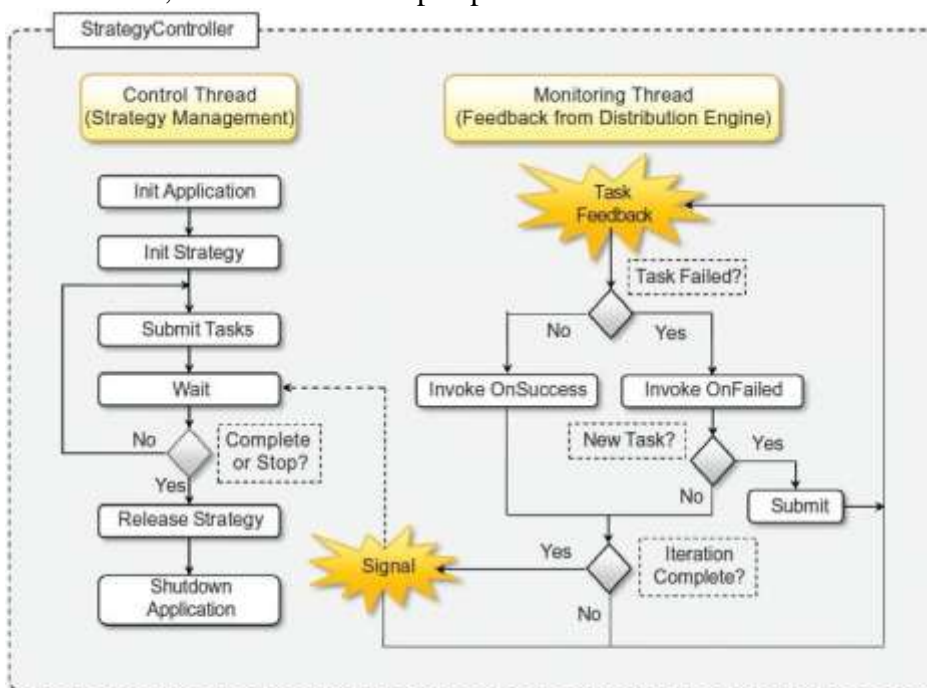 StrategyController
Control Thread
(Strategy Management)
Monitoring Thread
(Feedback from Distribution Engine)
Init Application
Init Strategy
Submit Tasks
Wait
No
Complete
or Stop?
Yes
Release Strategy
Shutdown
Application
Task
Feedback
Task Failed?
No
Yes
Invoke OnSuccess
Invoke OnFailed
New Task?
Yes
No
Submit
Signal
Yes
Iteration
Complete?
No